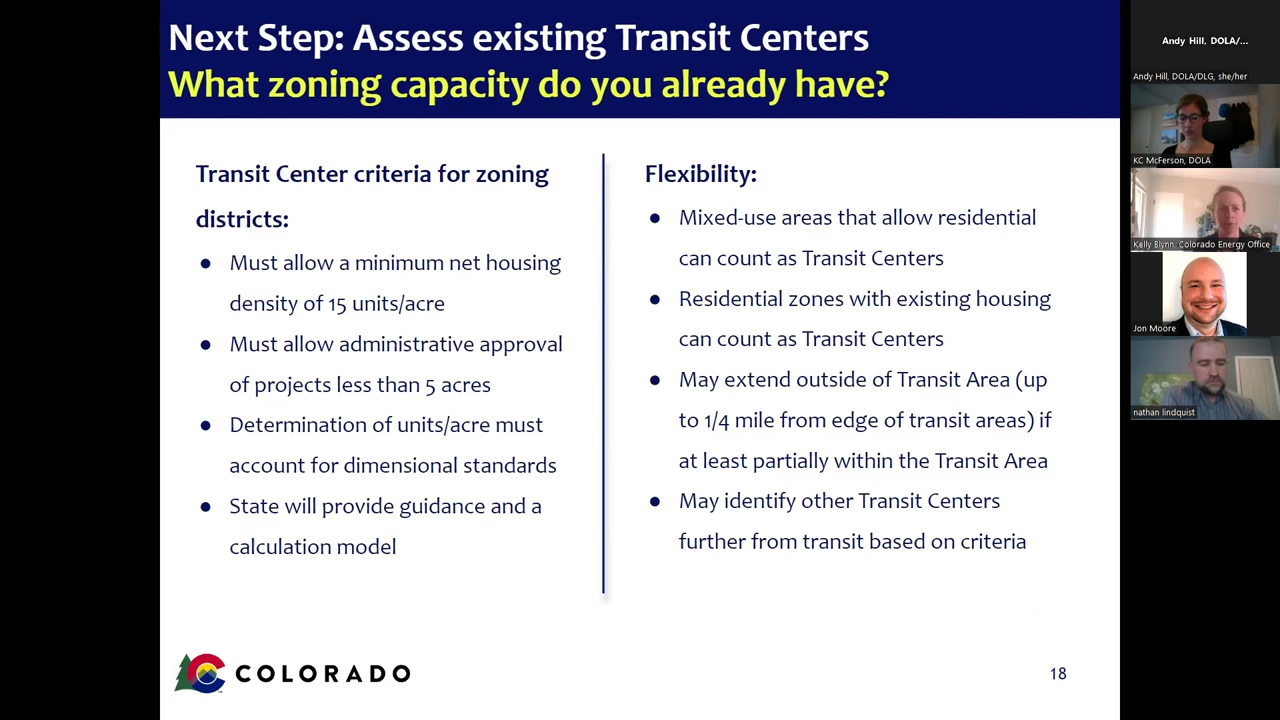 Next Step: Assess existing Transit Centers
What zoning capacity do you already have?
Transit Center criteria for zoning
districts:
● Must allow a minimum net housing
density of 15 units/acre
● Must allow administrative approval
of projects less than 5 acres
● Determination of units/acre must
account for dimensional standards
● State will provide guidance and a
calculation model
Flexibility:
● Mixed-use areas that allow residential
can count as Transit Centers
● Residential zones with existing housing
can count as Transit Centers
● May extend outside of Transit Area (up
to 1/4 mile from edge of transit areas) if
at least partially within the Transit Area
● May identify other Transit Centers
further from transit based on criteria
COLORADO
18
Andy Hill, DOLA/...
Andy Hill, DOLA/DLG, she/her
KC McFerson, DOLA
Kelly Blynn, Colorado Energy Office
Jon Moore
nathan lindquist